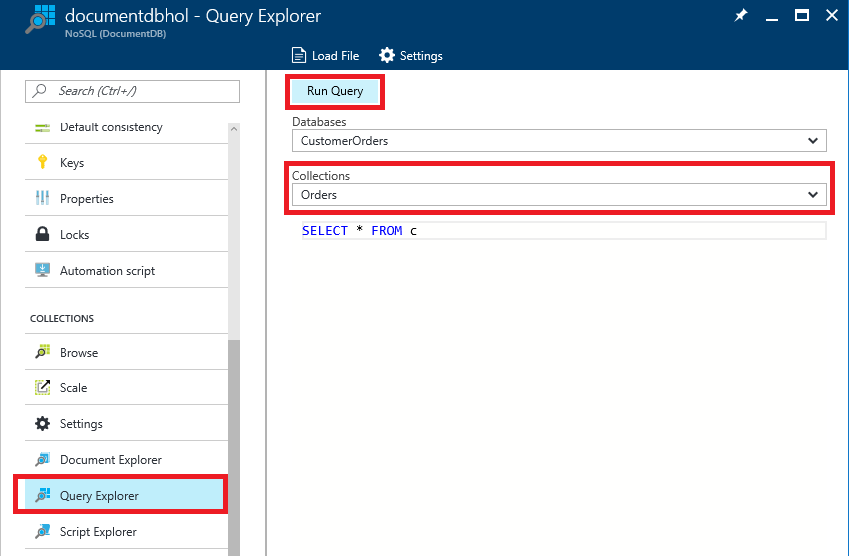 documentdbhol - Query Explorer
NoSQL (DocumentDB)
Load File
Settings
Search (Ctrl+/)
Default consistency
Keys
Properties
Locks
Automation script
COLLECTIONS
Browse
Scale
Settings
Document Explorer
Query Explorer
Script Explorer
Run Query
Databases
CustomerOrders
Collections
Orders
SELECT * FROM c